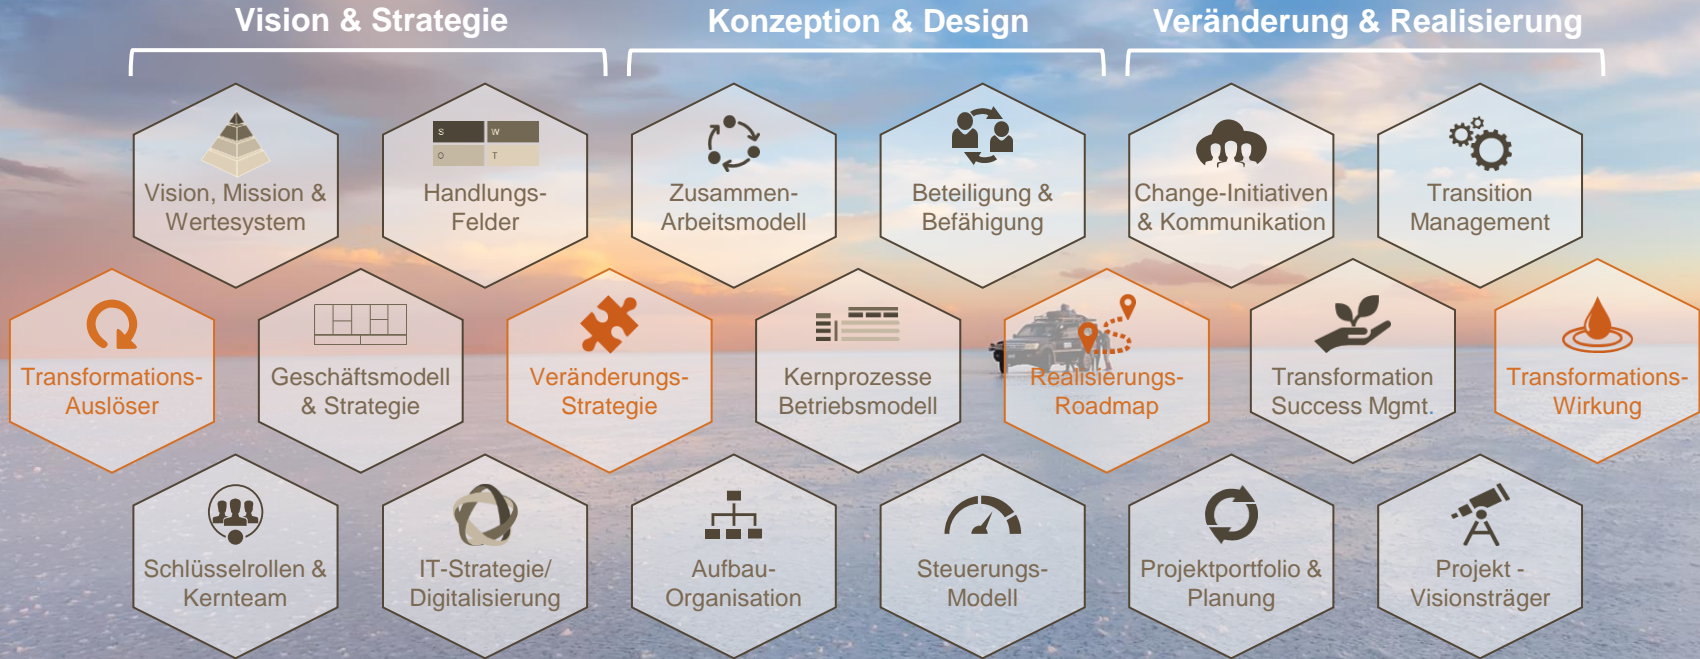 Vision & Strategie
Konzeption & Design
Veränderung & Realisierung
Vision, Mission &
Wertesystem
S
W
O
T
Handlungs-
Felder
Zusammen-
Arbeitsmodell
Beteiligung &
Befähigung
Change-Initiativen
& Kommunikation
Transition
Management
Transformations-
Auslöser
Geschäftsmodell
& Strategie
Veränderungs-
Strategie
Kernprozesse
Betriebsmodell
Realisierungs-
Roadmap
Transformation
Success Mgmt.
Transformations-
Wirkung
Schlüsselrollen &
Kernteam
IT-Strategie/
Digitalisierung
Aufbau-
Organisation
Steuerungs-
Modell
Projektportfolio &
Planung
Projekt -
Visionsträger